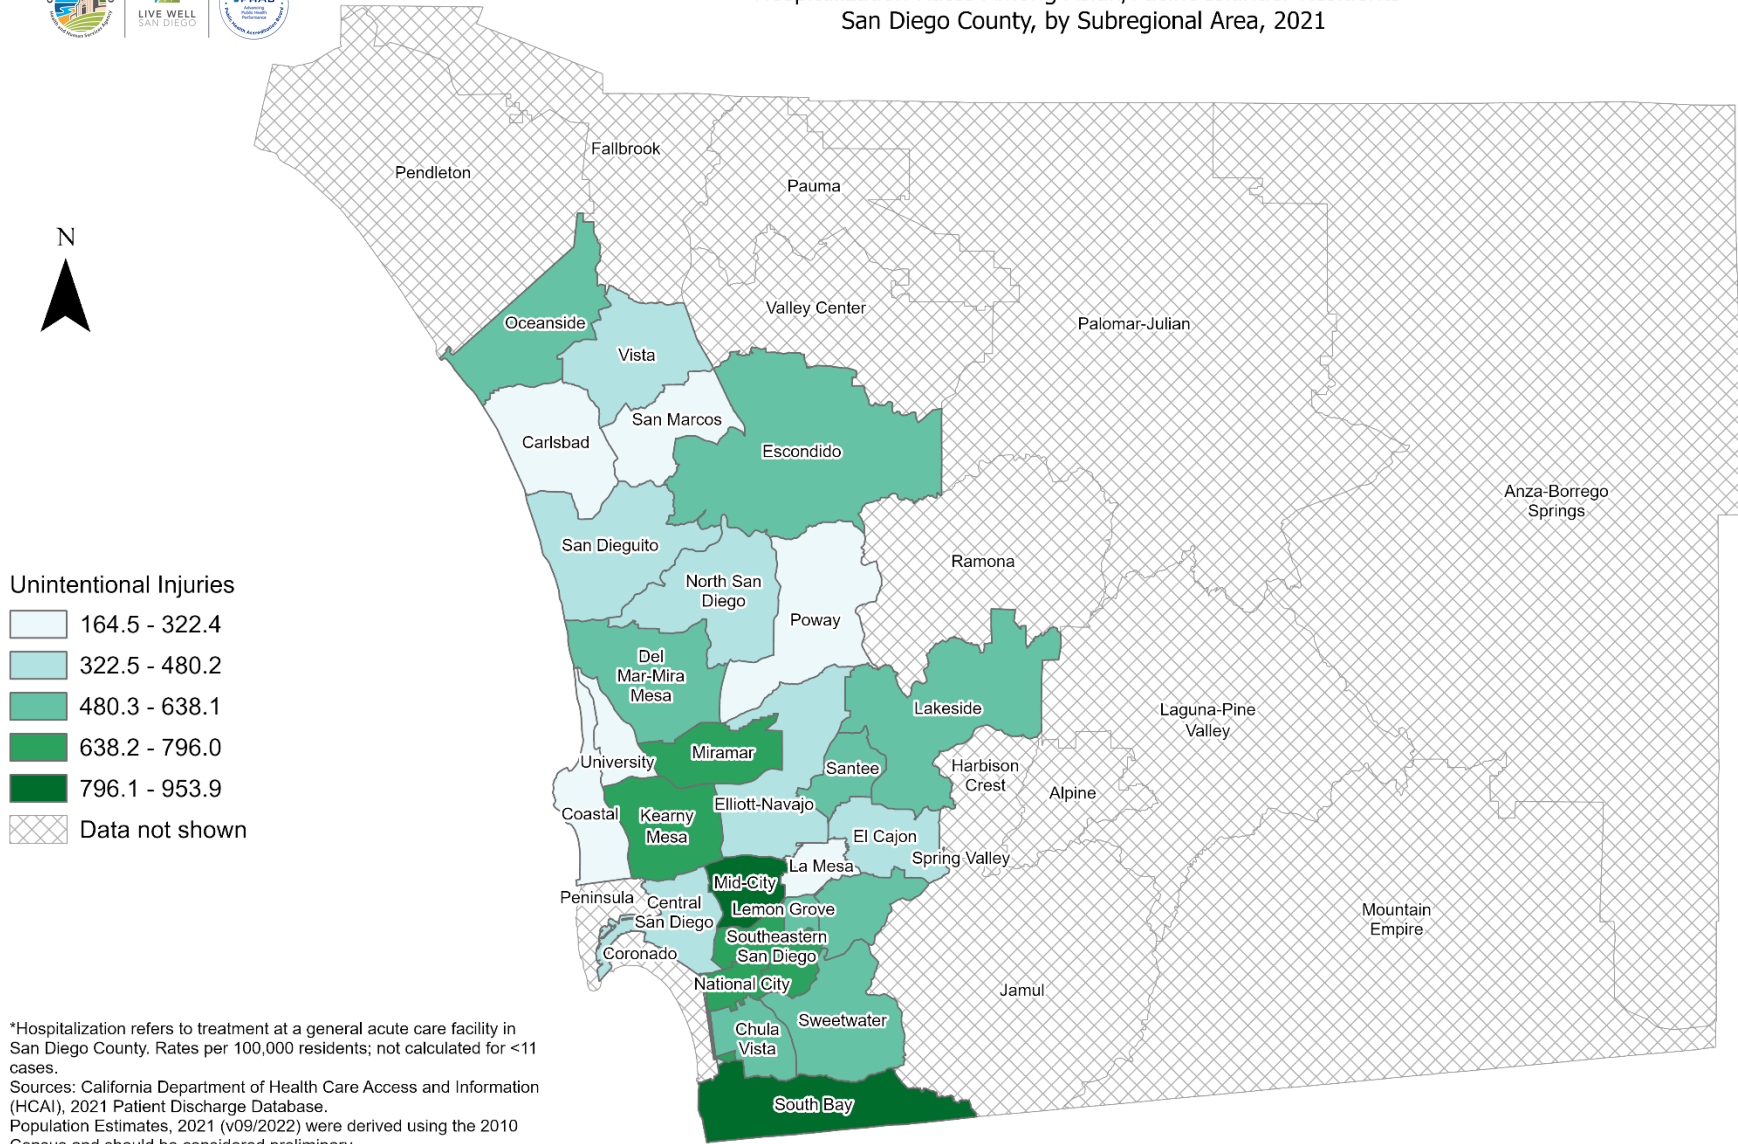 LIVE WELL
SAN DIEGO
San Diego County, by Subregional Area, 2021
N
Pendleton
Fallbrook
Pauma
Valley Center
Palomar-Julian
Oceanside
Vista
San Marcos
Carlsbad
Escondido
Anza-Borrego
Springs
San Dieguito
North San
Diego
Ramona
Poway
Del
Mar-Mira
Mesa
Lakeside
Laguna-Pine
Valley
Miramar
University
Santee
Harbison
Crest
Alpine
Coastal
Kearny
Mesa
Elliott-Navajo
El Cajon
Spring Valley
La Mesa
Mid-City
Peninsula
Central
San Diego
Lemon Grove
Mountain
Empire
Southeastern
San Diego
Coronado
National City
Jamul
Sweetwater
Chula
Vista
South Bay
Unintentional Injuries
164.5 - 322.4
322.5 - 480.2
480.3 - 638.1
638.2 - 796.0
796.1 - 953.9
Data not shown
*Hospitalization refers to treatment at a general acute care facility in
San Diego County. Rates per 100,000 residents; not calculated for <11
cases.
Sources: California Department of Health Care Access and Information
(HCAI), 2021 Patient Discharge Database.
Population Estimates, 2021 (v09/2022) were derived using the 2010
Census and should be considered preliminary